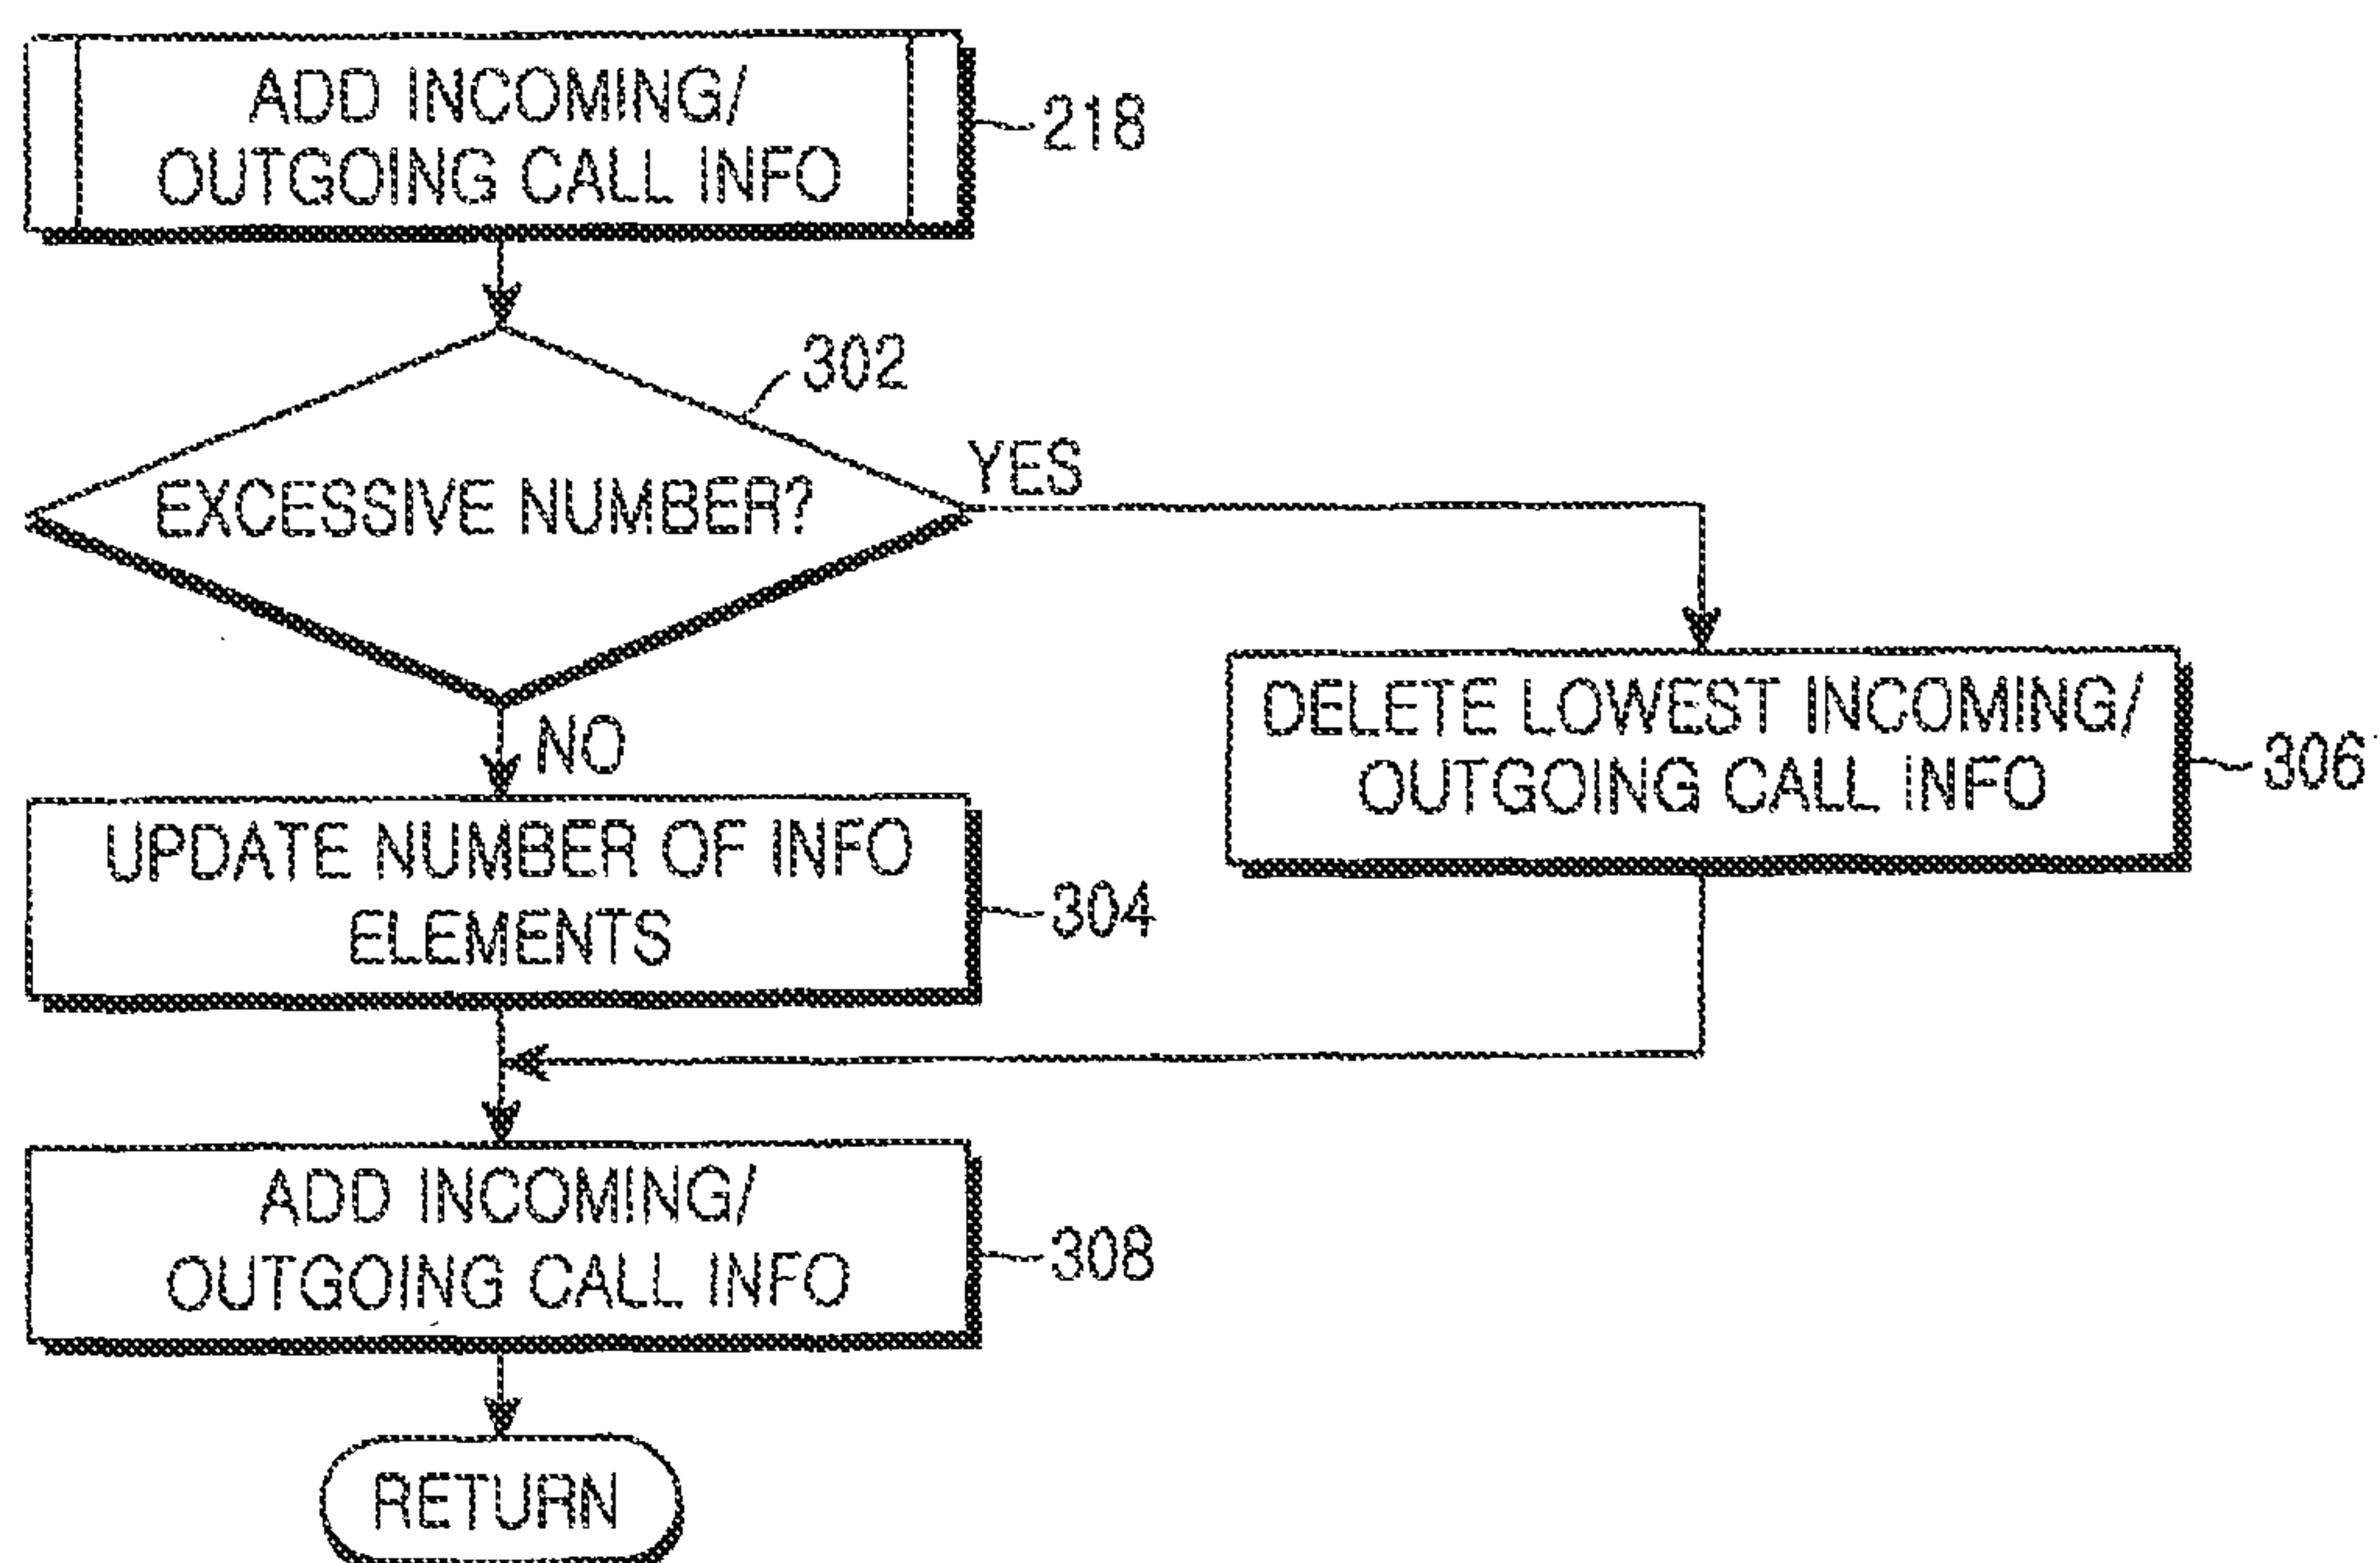 ADD INCOMING/
OUTGOING CALL INFO
218
302
EXCESSIVE NUMBER?
YES
NO
DELETE LOWEST INCOMING/
OUTGOING CALL INFO
306
UPDATE NUMBER OF INFO
ELEMENTS
304
ADD INCOMING/
OUTGOING CALL INFO
308
RETURN